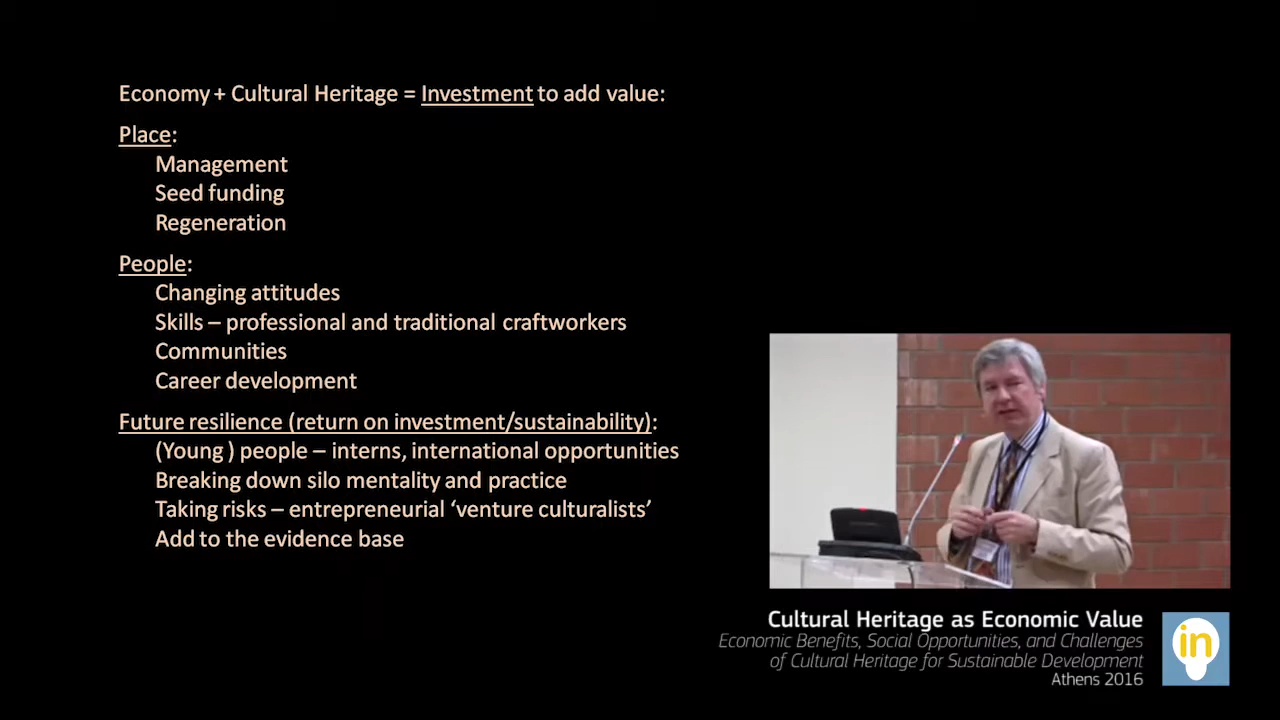 Economy + Cultural Heritage = Investment to add value:
Place:
Management
Seed funding
Regeneration
People:
Changing attitudes
Skills – professional and traditional craftworkers
Communities
Career development
Future resilience (return on investment/sustainability):
(Young ) people – interns, international opportunities
Breaking down silo mentality and practice
Taking risks – entrepreneurial ‘venture culturalists’
Add to the evidence base
Cultural Heritage as Economic Value
Economic Benefits, Social Opportunities, and Challenges
of Cultural Heritage for Sustainable Development
Athens 2016
in